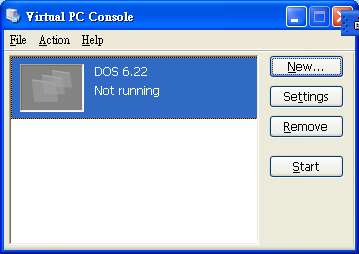 Virtual PC Console
File Action Help
DOS 6.22
Not running
New...
Settings
Remove
Start